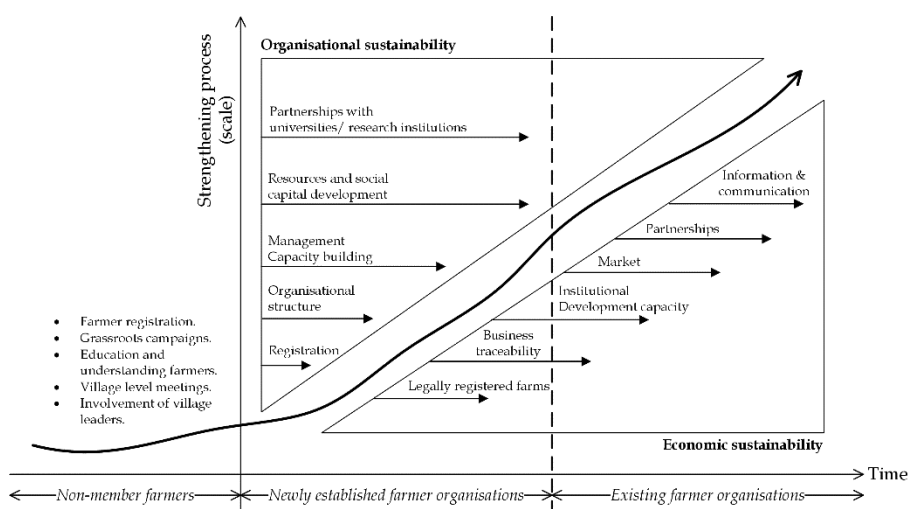 Strengthening process
(scale)
Organisational sustainability
Partnerships with
universities/ research institutions
Resources and social
capital development
Management
Capacity building
Organisational
structure
Registration
Information &
communication
Partnerships
Market
Institutional
Development capacity
Business
traceability
Legally registered farms
• Farmer registration.
• Grassroots campaigns.
• Education and
understanding farmers.
• Village level meetings.
• Involvement of village
leaders.
Economic sustainability
Time
Non-member farmers
Newly established farmer organisations
Existing farmer organisations